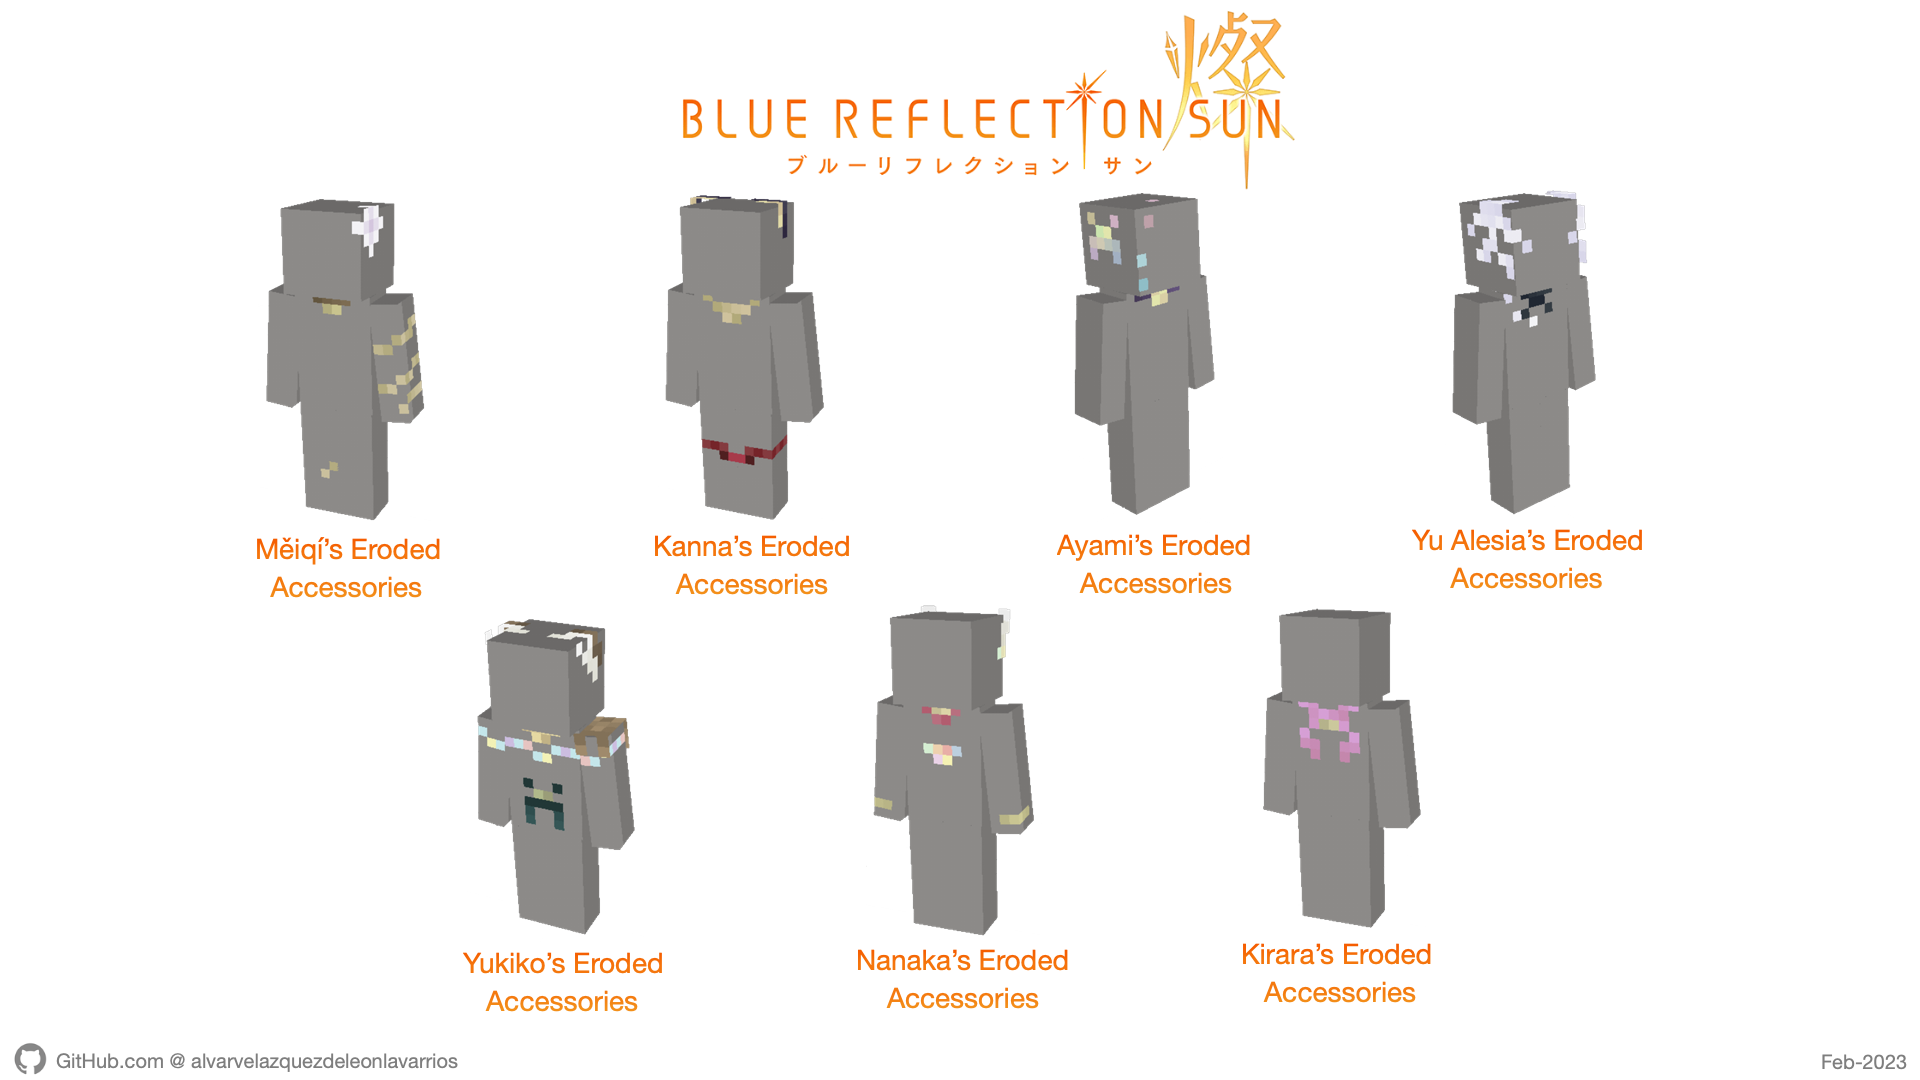 燦
BLUE REFLECTION SUN
ブルーリフレクション サン
Měiqí’s Eroded
Accessories
Kanna’s Eroded
Accessories
Ayami’s Eroded
Accessories
Yu Alesia’s Eroded
Accessories
Yukiko’s Eroded
Accessories
Nanaka’s Eroded
Accessories
Kirara’s Eroded
Accessories
GitHub.com @ alvarvelazquezdeleonlavarrios
Feb-2023